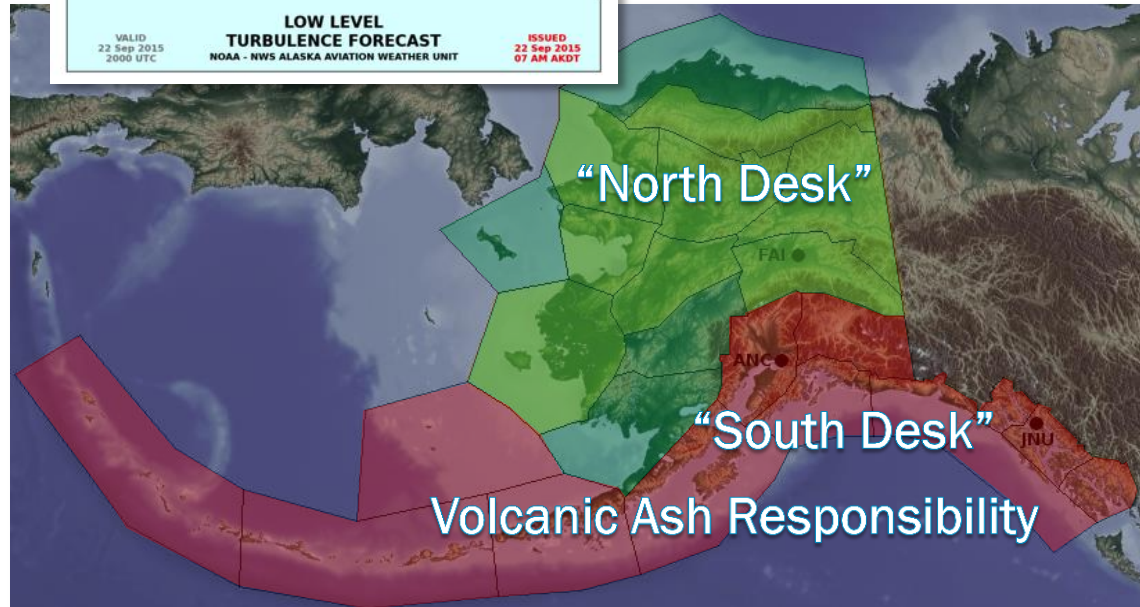 LOW LEVEL
TURBULENCE FORECAST
NOAA - NWS ALASKA AVIATION WEATHER UNIT
VALID
22 Sep 2015
2000 UTC
ISSUED
22 Sep 2015
07 AM AKDT
“North Desk”
FAI
ANC
“South Desk”
JNU
Volcanic Ash Responsibility